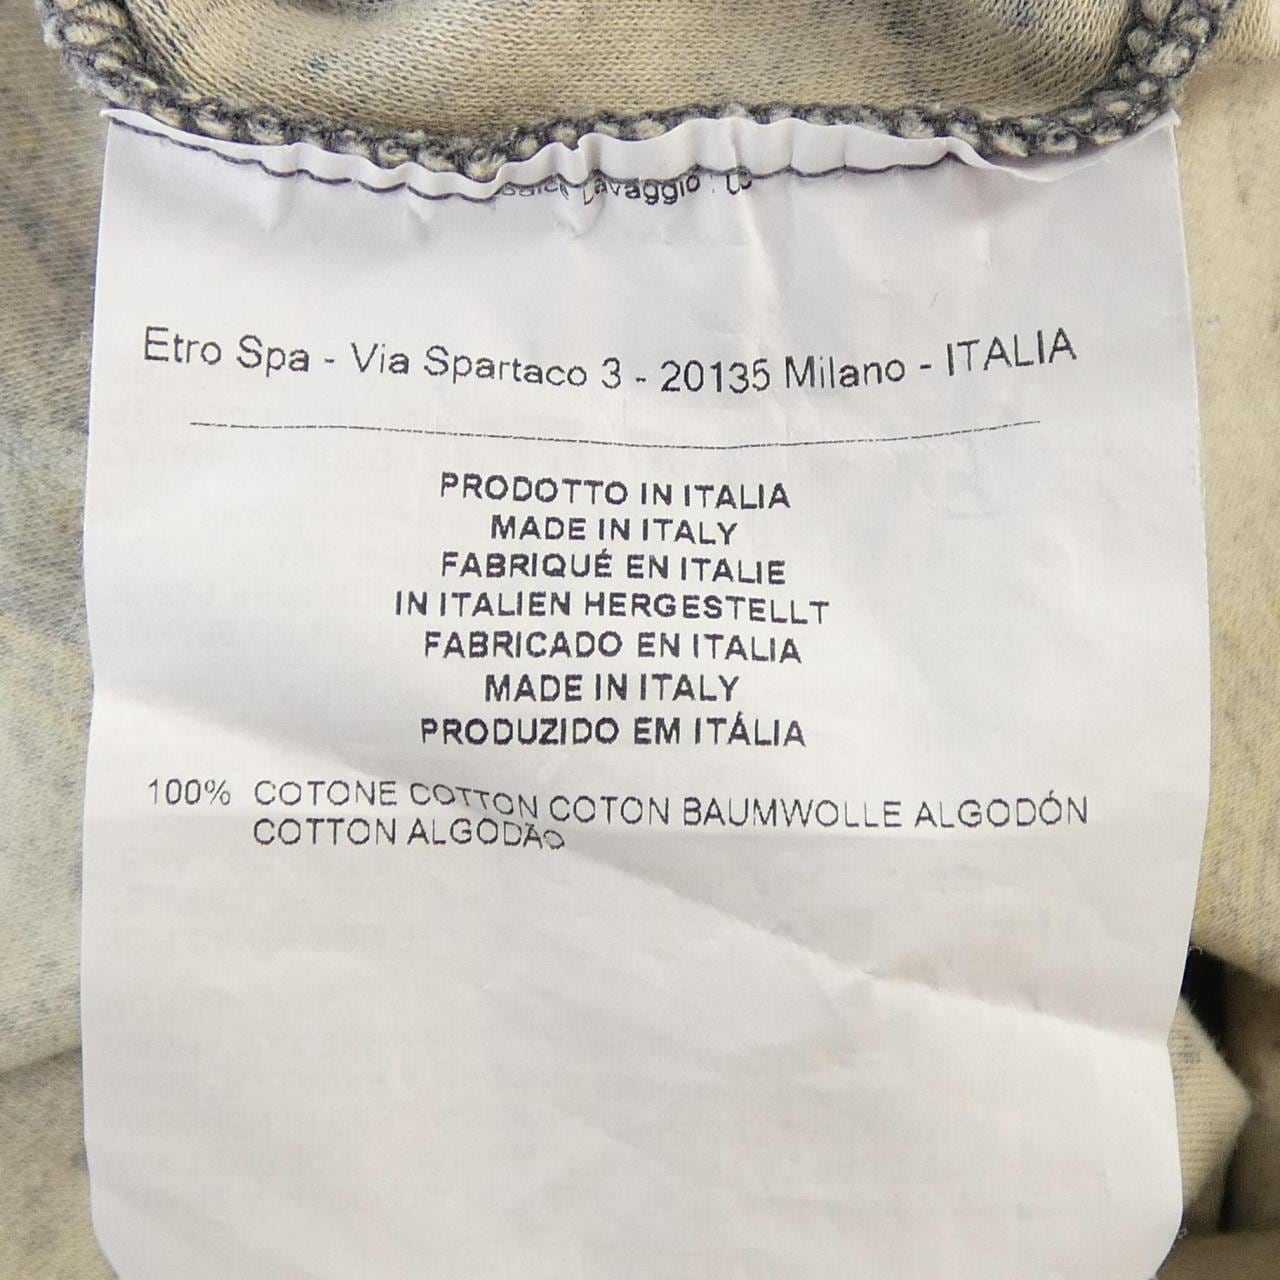 Lavaggio
Etro Spa - Via Spartaco 3 - 20135 Milano - ITALIA
PRODOTTO IN ITALIA
MADE IN ITALY
FABRIQUÉ EN ITALIE
IN ITALIEN HERGESTELLT
FABRICADO EN ITALIA
MADE IN ITALY
PRODUZIDO EM ITÁLIA
100% COTONE COTTON COTON BAUMWOLLE ALGODÓN
COTTON ALGODÃO